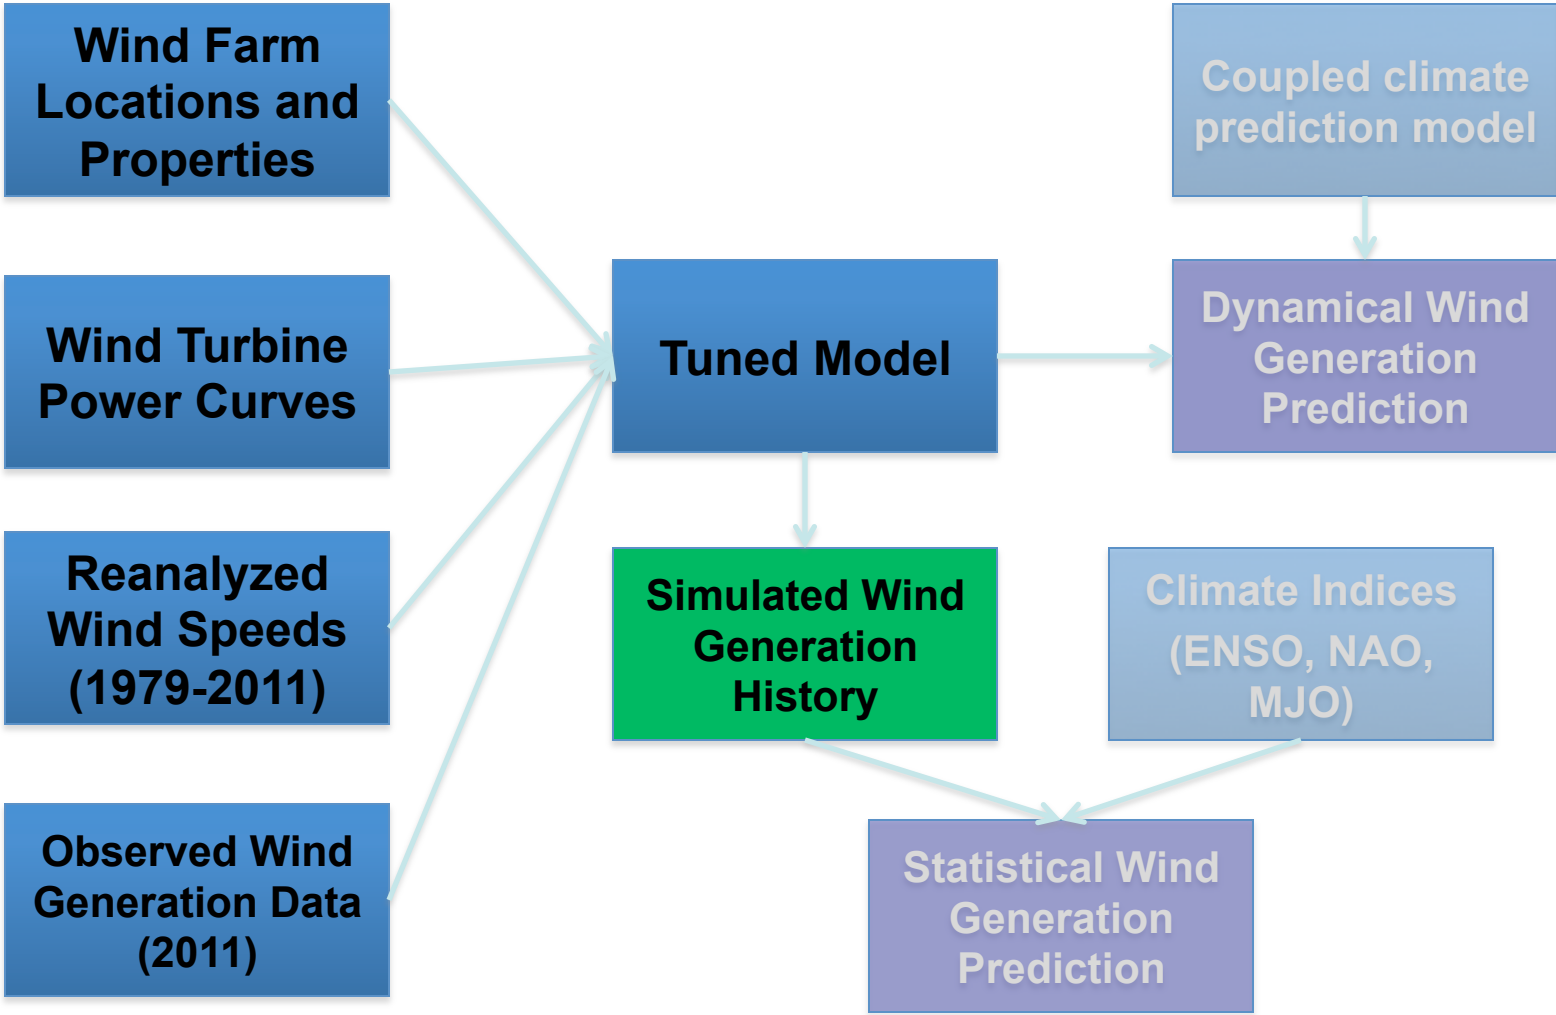 Wind Farm
Locations and
Properties
Coupled climate
prediction model
Wind Turbine
Power Curves
Tuned Model
Dynamical Wind
Generation
Prediction
Reanalyzed
Wind Speeds
(1979-2011)
Simulated Wind
Generation
History
Climate Indices
(ENSO, NAO,
MJO)
Observed Wind
Generation Data
(2011)
Statistical Wind
Generation
Prediction